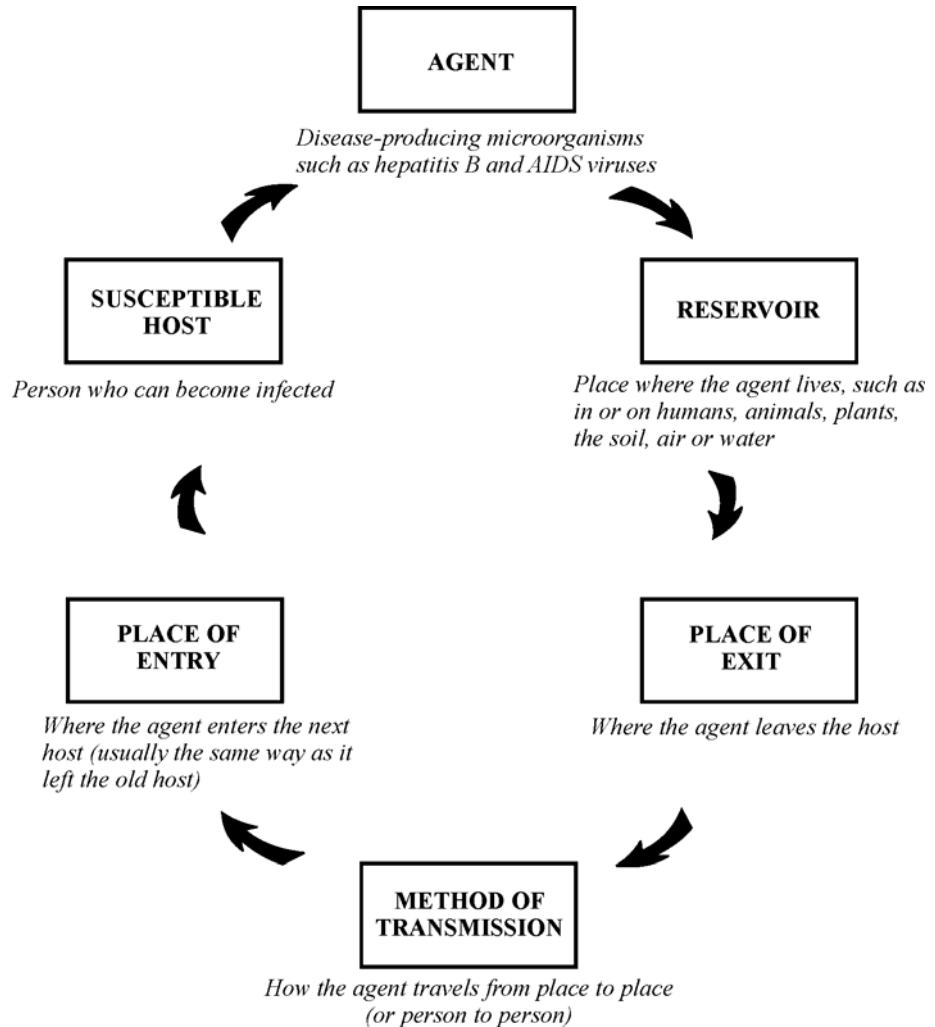 AGENT
Disease-producing microorganisms
such as hepatitis B and AIDS viruses
SUSCEPTIBLE
HOST
Person who can become infected
RESERVOIR
Place where the agent lives, such as
in or on humans, animals, plants,
the soil, air or water
PLACE OF
ENTRY
Where the agent enters the next
host (usually the same way as it
left the old host)
PLACE OF
EXIT
Where the agent leaves the host
METHOD OF
TRANSMISSION
How the agent travels from place to place
(or person to person)